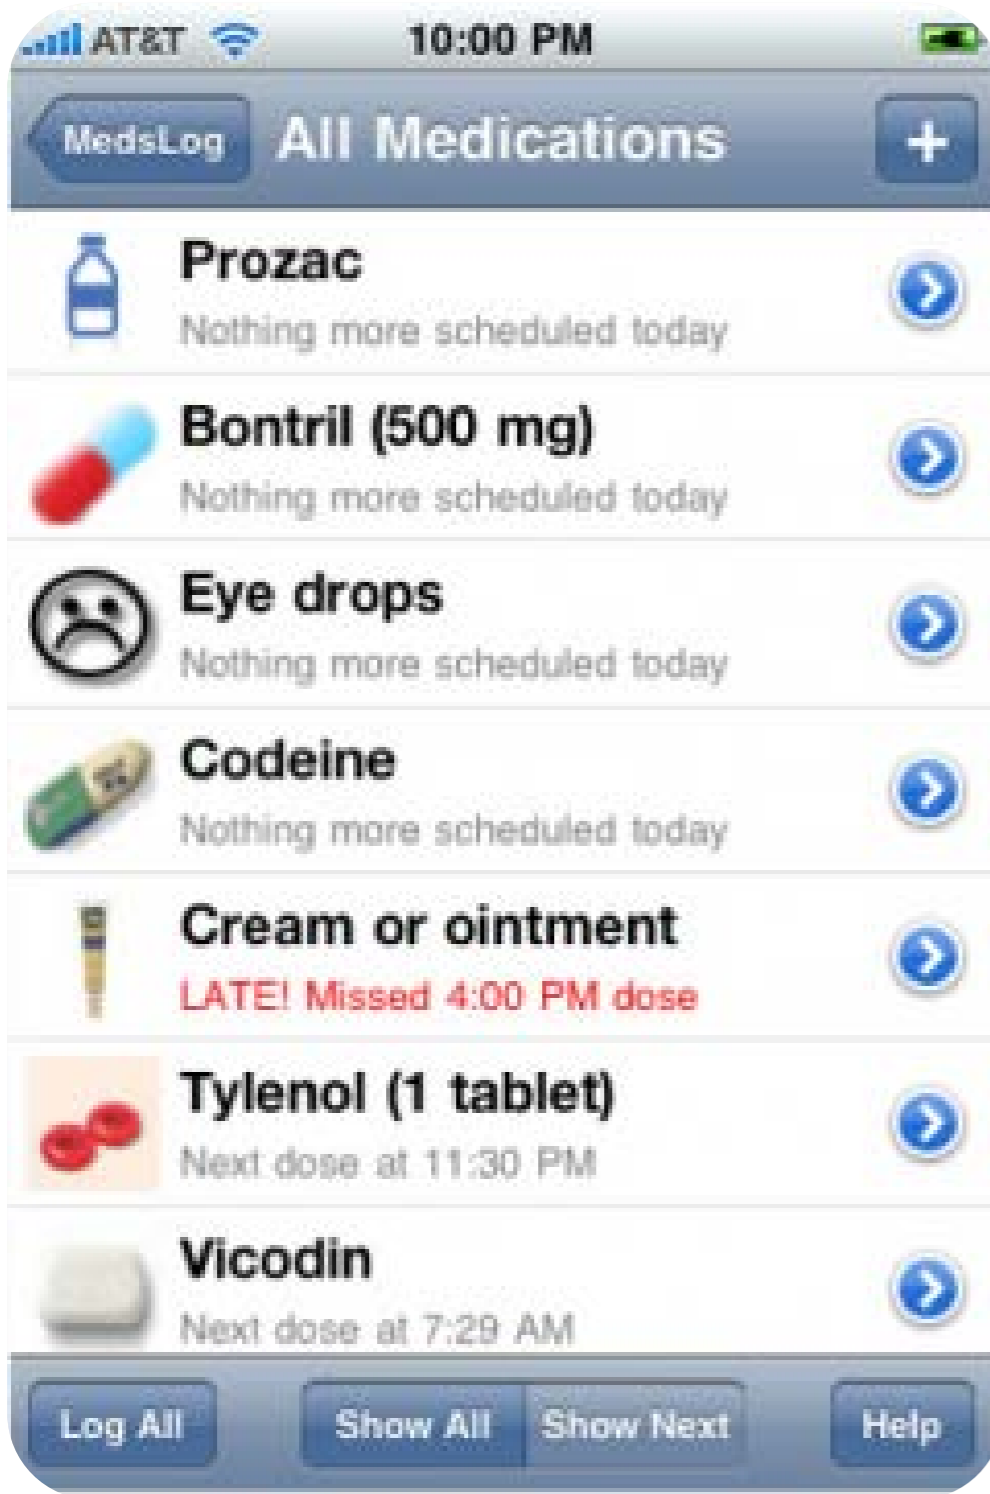 AT&T 10:00 PM
MedsLog All Medications +
Prozac
Nothing more scheduled today
Bontril (500 mg)
Nothing more scheduled today
Eye drops
Nothing more scheduled today
Codeine
Nothing more scheduled today
Cream or ointment
LATE! Missed 4:00 PM dose
Tylenol (1 tablet)
Next dose at 11:30 PM
Vicodin
Next dose at 7:29 AM
Log All Show All Show Next Help